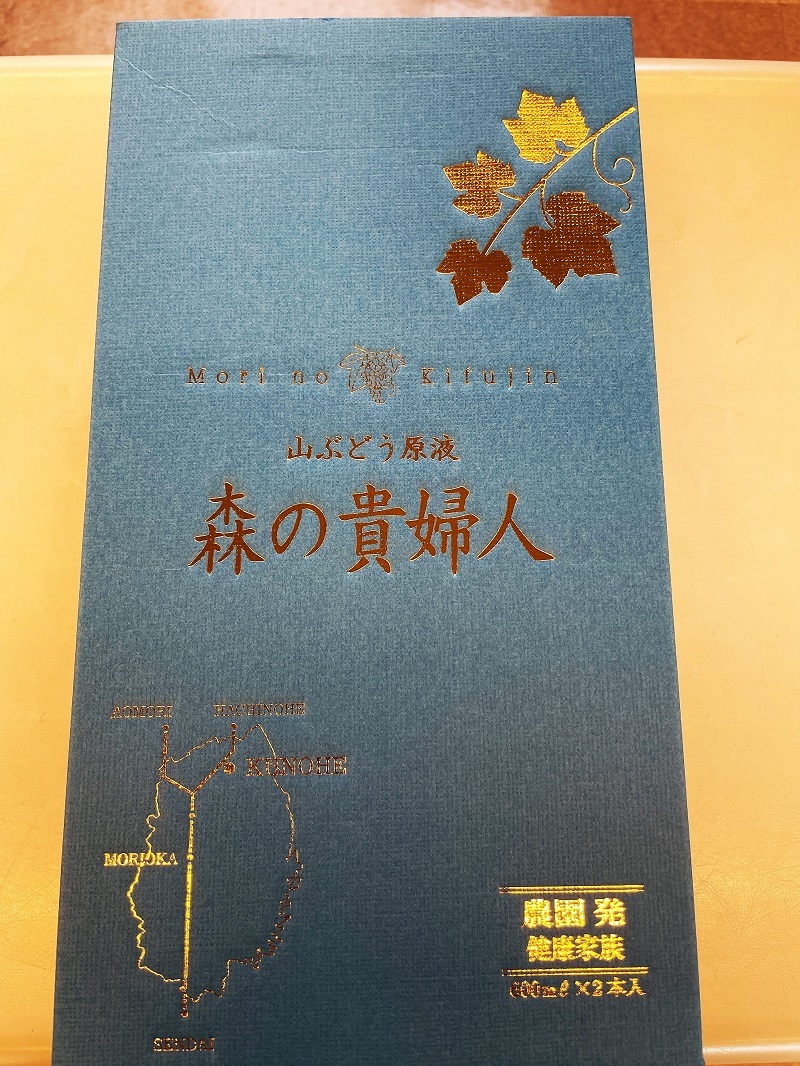 Mori no Kifujin
山ぶどう原液
森の貴婦人
AOMORI
HACHINOHE
KUNOHE
MORIOKA
SENDAI
農園発
健康家族
600mℓ×2本入